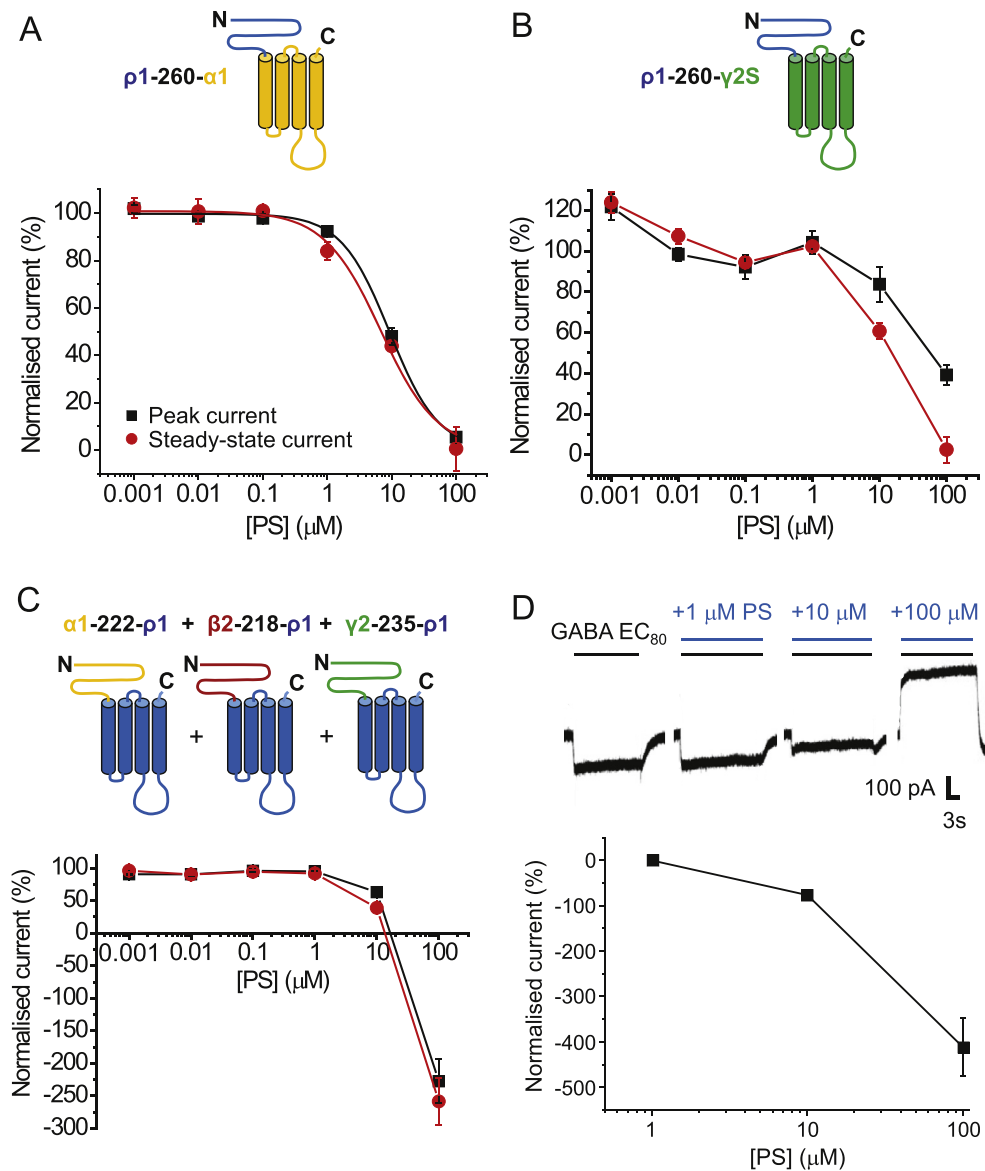 A
N
C
ρ1-260-α1
Normalised current (%)
100
80
60
40
20
0
Peak current
Steady-state current
0.001 0.01 0.1 1 10 100
[PS] (μM)
B
N
C
ρ1-260-γ2S
Normalised current (%)
120
100
80
60
40
20
0
0.001 0.01 0.1 1 10 100
[PS] (μM)
C
α1-222-ρ1 + β2-218-ρ1 + γ2-235-ρ1
N C N C N C
+ +
Normalised current (%)
100
50
0
-50
-100
-150
-200
-250
-300
0.001 0.01 0.1 1 10 100
[PS] (μM)
D
GABA EC80
+1 μM PS
+10 μM
+100 μM
100 pA
3s
Normalised current (%)
0
-100
-200
-300
-400
-500
1 10 100
[PS] (μM)